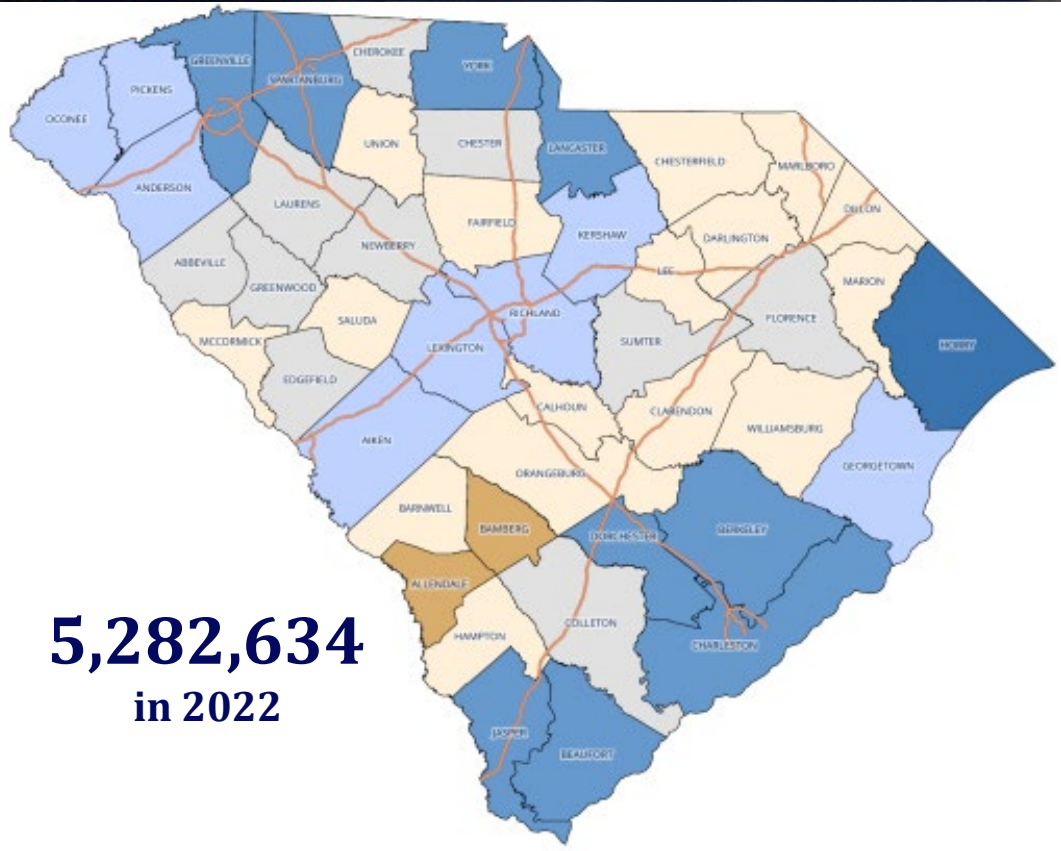 CHEROKEE
GREENVILLE
YORK
SPARTANBURG
PICKENS
OCONEE
UNION
CHESTER
LANCASTER
CHESTERFIELD
MARLBORO
ANDERSON
LAURENS
DILLON
FAIRFIELD
KERSHAW
DARLINGTON
NEWBERRY
ABBEVILLE
LEE
GREENWOOD
MARION
RICHLAND
SALUDA
FLORENCE
MCCORMICK
SUMTER
HORRY
LEXINGTON
EDGEFIELD
CALHOUN
CLARENDON
WILLIAMSBURG
AIKEN
GEORGETOWN
ORANGEBURG
BARNWELL
BAMBERG
BERKELEY
DORCHESTER
ALLENDALE
COLLETON
HAMPTON
CHARLESTON
5,282,634
in 2022
JASPER
BEAUFORT